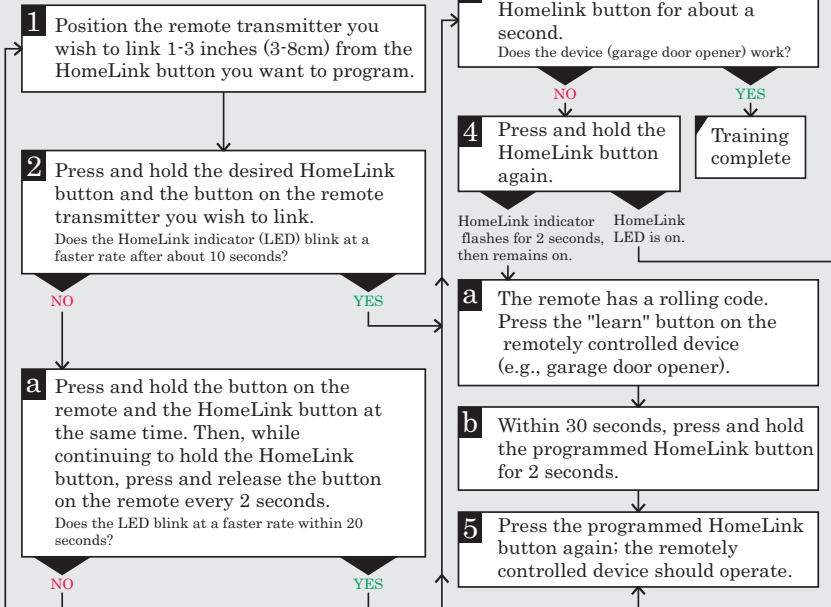 1
Position the remote transmitter you
wish to link 1-3 inches (3-8cm) from the
HomeLink button you want to program.
2
Press and hold the desired HomeLink
button and the button on the remote
transmitter you wish to link.
Does the HomeLink indicator (LED) blink at a
faster rate after about 10 seconds?
NO
YES
a
Press and hold the button on the
remote and the HomeLink button at
the same time. Then, while
continuing to hold the HomeLink
button, press and release the button
on the remote every 2 seconds.
Does the LED blink at a faster rate within 20
seconds?
NO
YES
Homelink button for about a
second.
Does the device (garage door opener) work?
NO
YES
4
Press and hold the
HomeLink button
again.
Training
complete
HomeLink indicator
flashes for 2 seconds,
then remains on.
HomeLink
LED is on.
a
The remote has a rolling code.
Press the "learn" button on the
remotely controlled device
(e.g., garage door opener).
b
Within 30 seconds, press and hold
the programmed HomeLink button
for 2 seconds.
5
Press the programmed HomeLink
button again; the remotely
controlled device should operate.